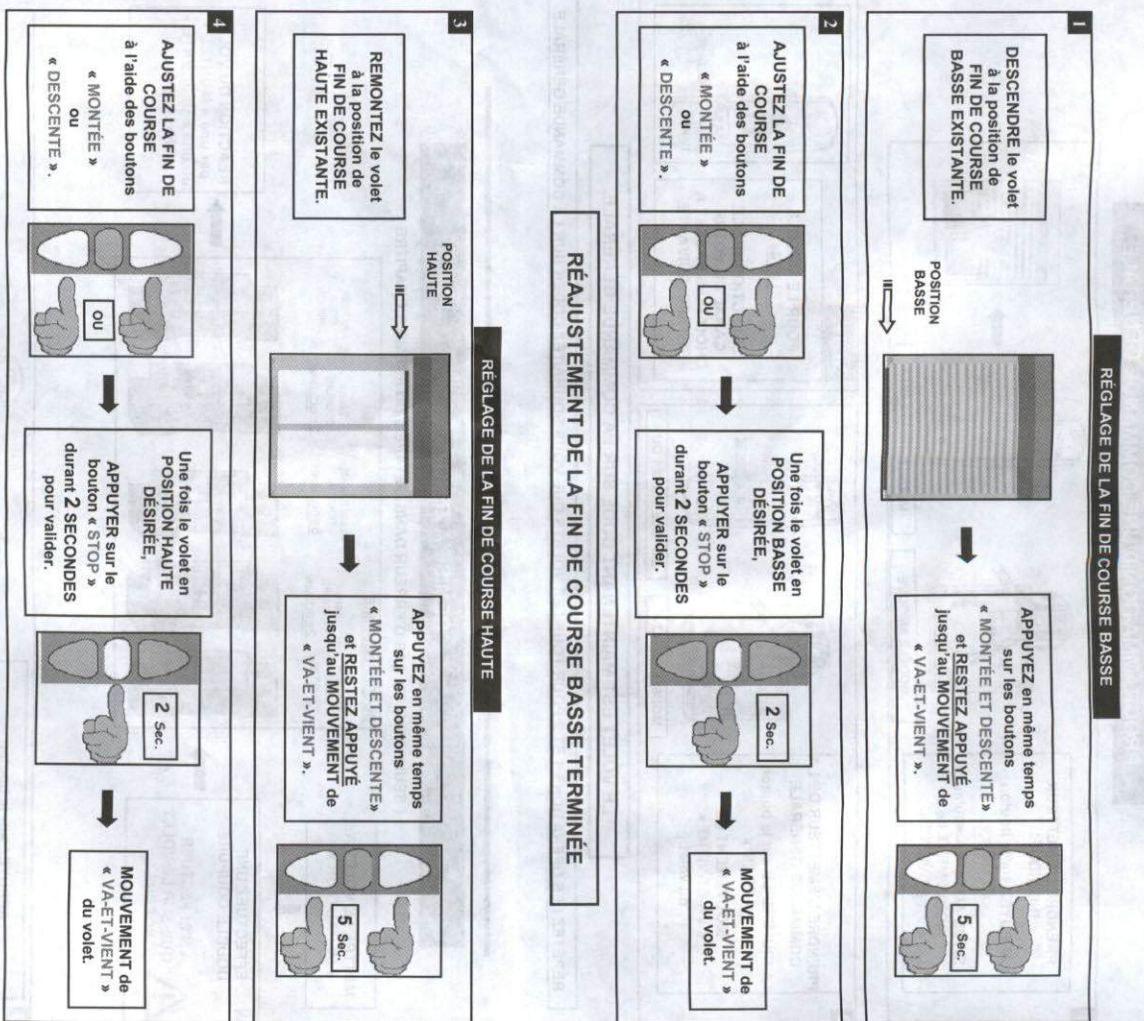 RÉGLAGE DE LA FIN DE COURSE BASSE
1
DESCENDRE le volet
à la position de
FIN DE COURSE
BASSE EXISTANTE.
POSITION
BASSE
APPUYEZ en même temps
sur les boutons
« MONTÉE ET DESCENTE»
et RESTEZ APPUYÉ
jusqu'au MOUVEMENT de
« VA-ET-VIENT ».
5 Sec.
2
AJUSTEZ LA FIN DE
COURSE
à l'aide des boutons
« MONTÉE »
ou
« DESCENTE ».
OU
Une fois le volet en
POSITION BASSE
DÉSIRÉE,
APPUYER sur le
bouton « STOP »
durant 2 SECONDES
pour valider.
2 Sec.
MOUVEMENT de
« VA-ET-VIENT »
du volet.
RÉAJUSTEMENT DE LA FIN DE COURSE BASSE TERMINÉE
RÉGLAGE DE LA FIN DE COURSE HAUTE
3
REMONTEZ le volet
à la position de
FIN DE COURSE
HAUTE EXISTANTE.
POSITION
HAUTE
APPUYEZ en même temps
sur les boutons
« MONTÉE ET DESCENTE»
et RESTEZ APPUYÉ
jusqu'au MOUVEMENT de
« VA-ET-VIENT ».
5 Sec.
4
AJUSTEZ LA FIN DE
COURSE
à l'aide des boutons
« MONTÉE »
ou
« DESCENTE ».
OU
Une fois le volet en
POSITION HAUTE
DÉSIRÉE,
APPUYER sur le
bouton « STOP »
durant 2 SECONDES
pour valider.
2 Sec.
MOUVEMENT de
« VA-ET-VIENT »
du volet.